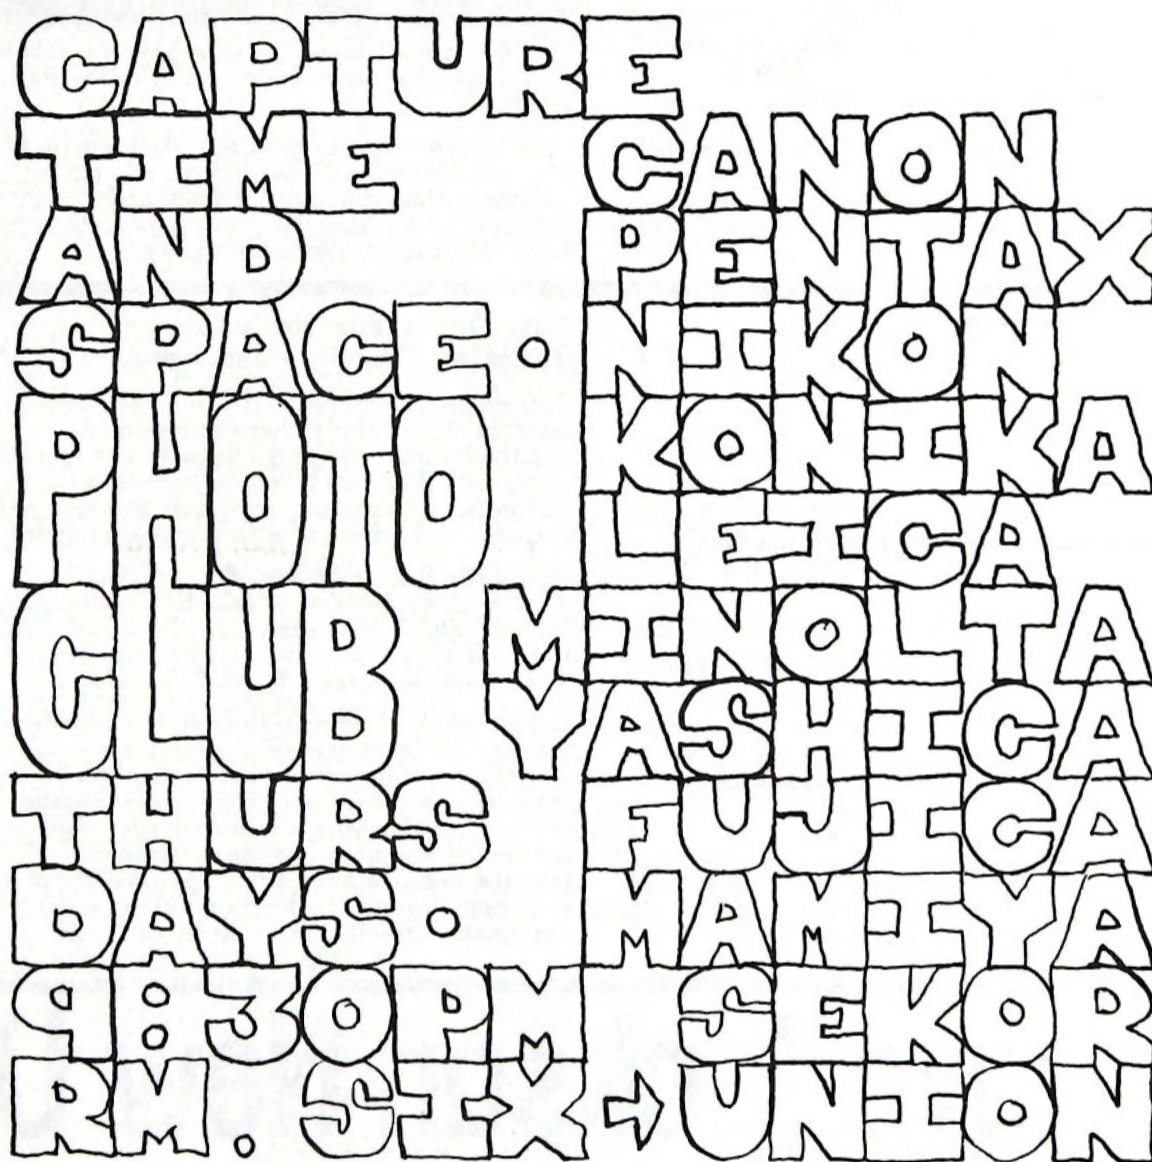 CAPTURE
TIME
AND
SPACE •
PHOTO
CLUB
THURS
DAYS •
9:30PM
RM. SIX → UNION
CANON
PENTAX
NIKON
KONIKA
LEICA
MINOLTA
YASHICA
FUJICA
MAMIYA
SEKOR